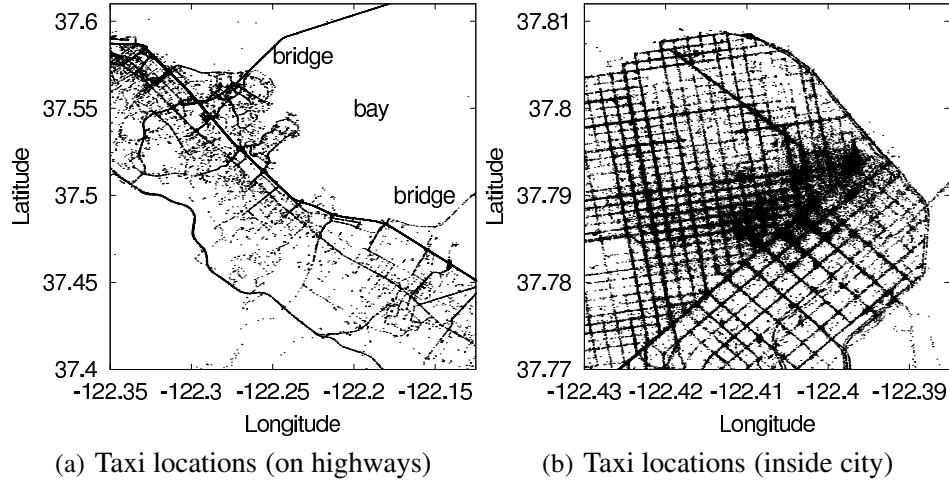 37.6
37.55
37.5
37.45
37.4
Latitude
bridge
bay
bridge
-122.35 -122.3 -122.25 -122.2 -122.15
Longitude
(a) Taxi locations (on highways)
37.81
37.8
37.79
37.78
37.77
Latitude
-122.43 -122.42 -122.41 -122.4 -122.39
Longitude
(b) Taxi locations (inside city)